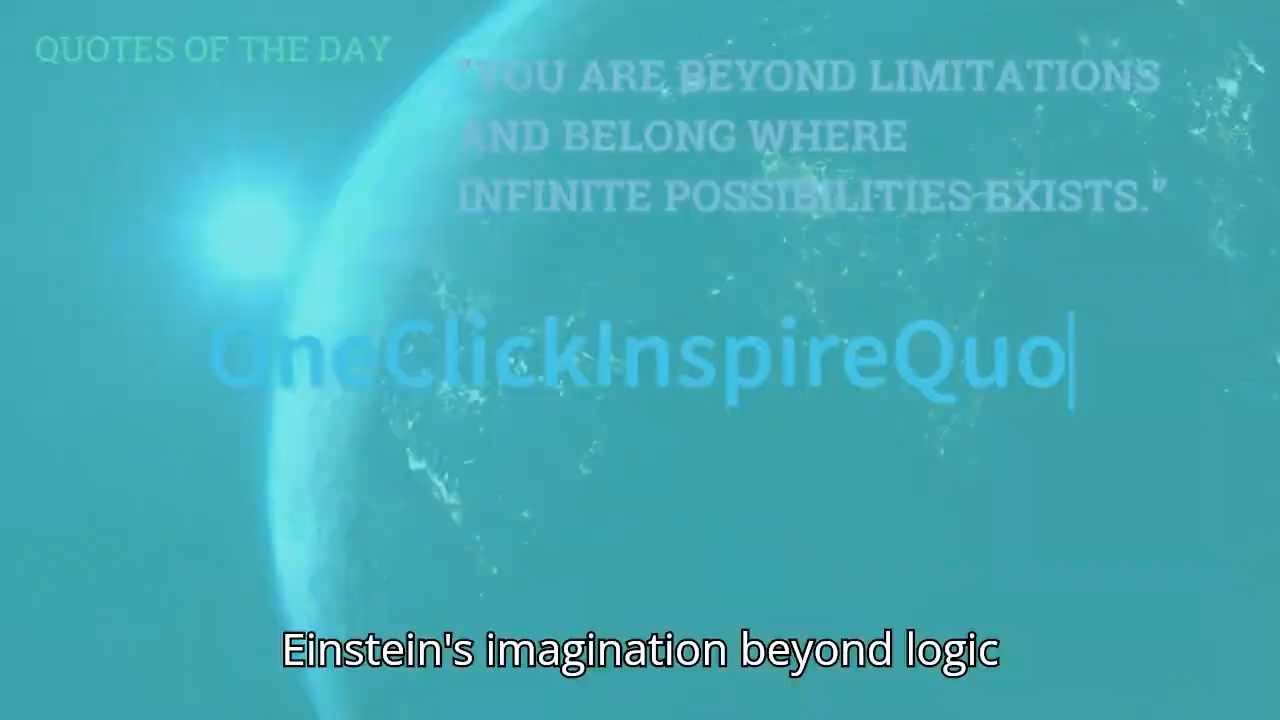 QUOTES OF THE DAY
"YOU ARE BEYOND LIMITATIONS
AND BELONG WHERE
INFINITE POSSIBILITIES EXISTS."
OneClickInspireQuo
Einstein's imagination beyond logic